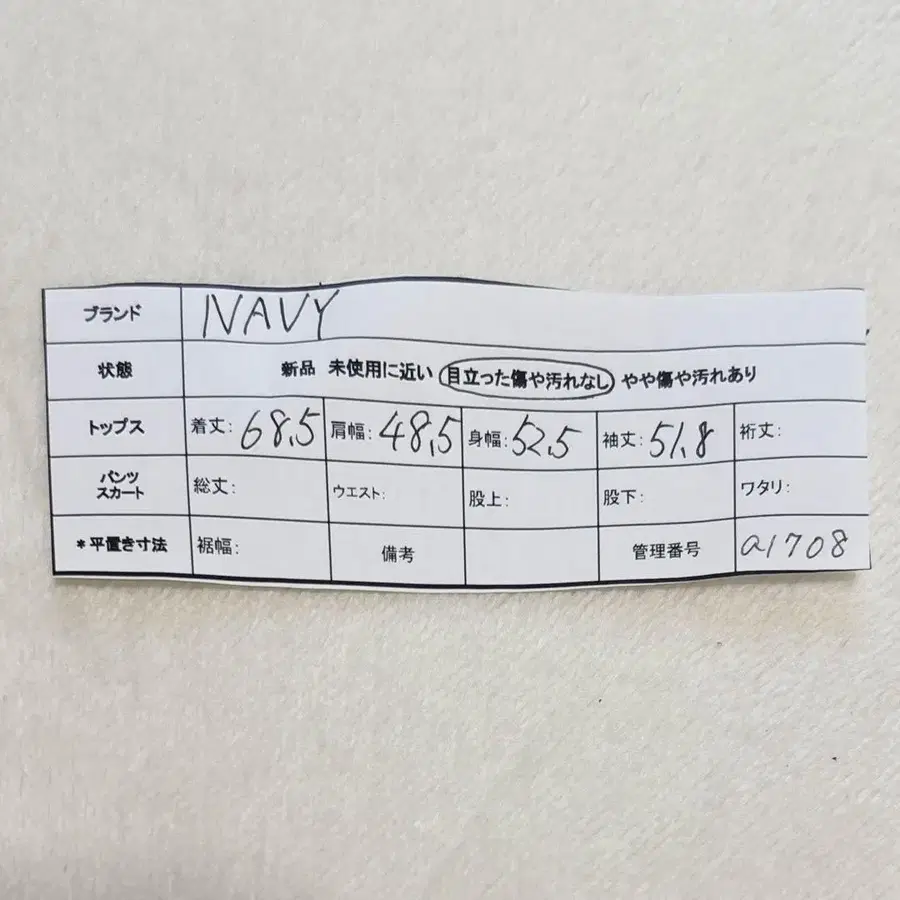 ブランド NAVY
状態 新品 未使用に近い 目立った傷や汚れなし やや傷や汚れあり
トップス 着丈: 68.5 肩幅: 48.5 身幅: 52.5 袖丈: 51.8 裄丈:
パンツ スカート 総丈: ウエスト: 股上: 股下: ワタリ:
*平置き寸法 裾幅: 備考 管理番号 a1708